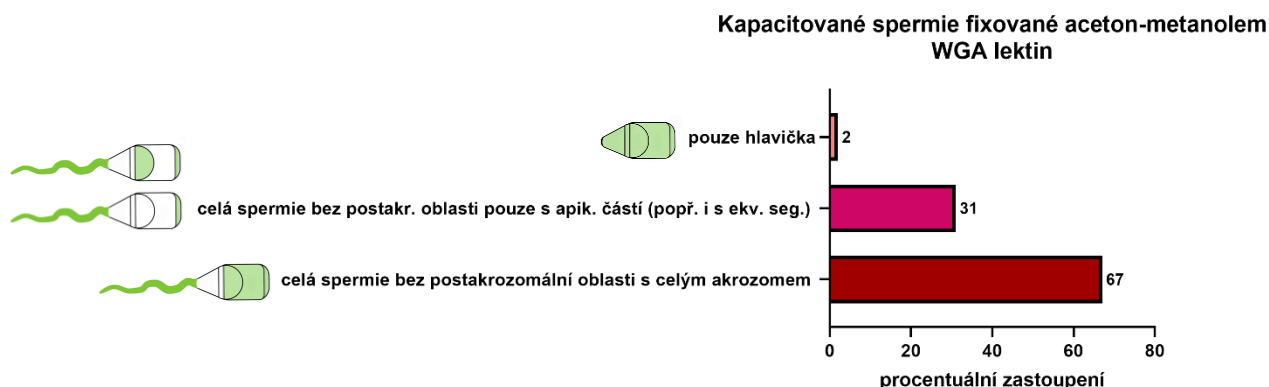 Kapacitované spermie fixované aceton-metanolem
WGA lektin
pouze hlavička
2
celá spermie bez postakr. oblasti pouze s apik. částí (popř. i s ekv. seg.)
31
celá spermie bez postakrozomální oblasti s celým akrozomem
67
0 20 40 60 80
procentuální zastoupení